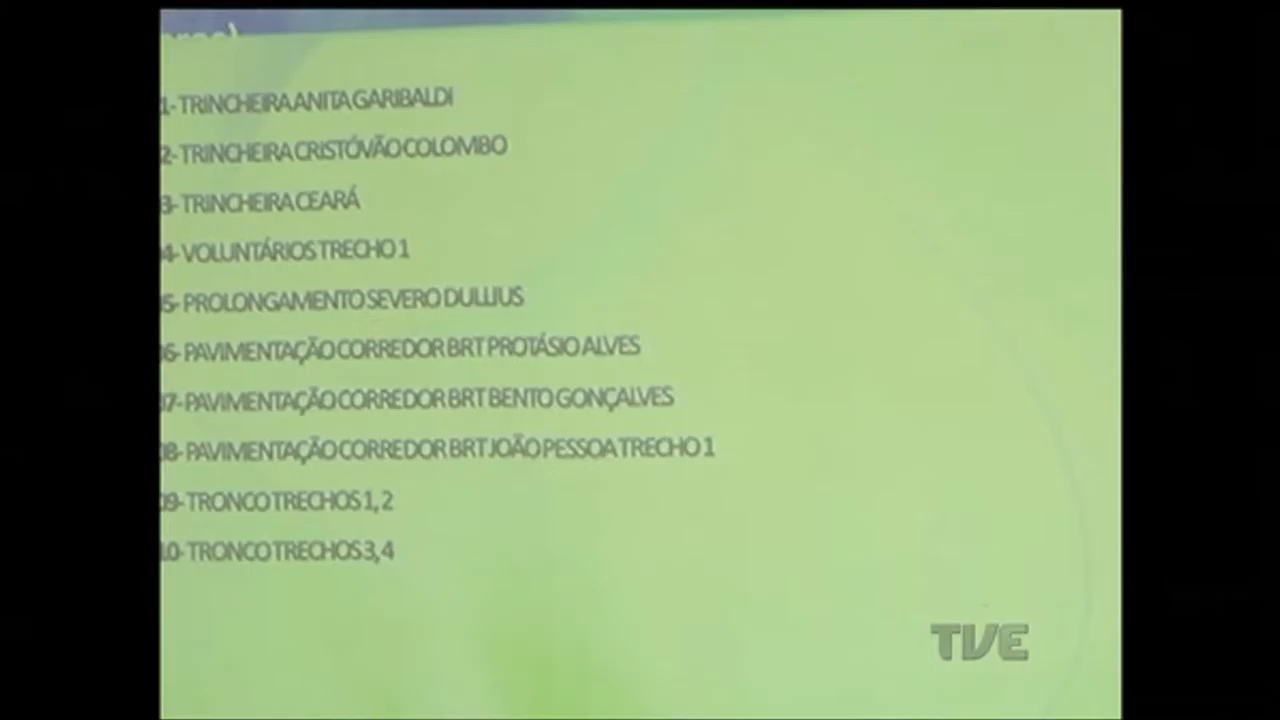 1- TRINCHEIRA ANITA GARIBALDI
2- TRINCHEIRA CRISTÓVÃO COLOMBO
3- TRINCHEIRA CEARÁ
04- VOLUNTÁRIOS TRECHO 1
05- PROLONGAMENTO SEVERO DULLIUS
06- PAVIMENTAÇÃO CORREDOR BRT PROTÁSIO ALVES
07- PAVIMENTAÇÃO CORREDOR BRT BENTO GONÇALVES
08- PAVIMENTAÇÃO CORREDOR BRT JOÃO PESSOA TRECHO 1
09- TRONCO TRECHOS 1, 2
10- TRONCO TRECHOS 3, 4
TVE